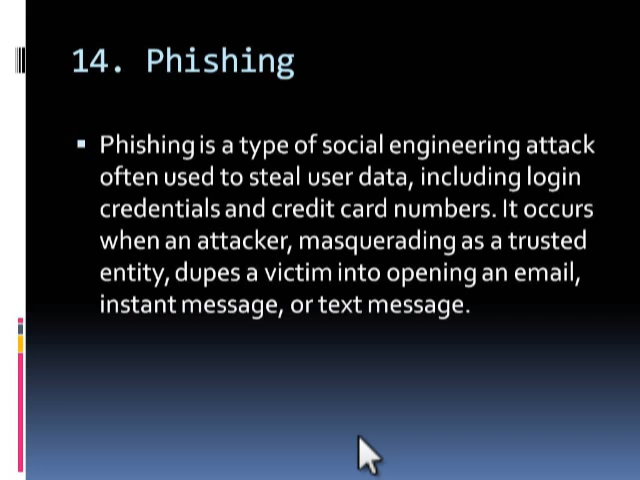 14. Phishing
Phishing is a type of social engineering attack
often used to steal user data, including login
credentials and credit card numbers. It occurs
when an attacker, masquerading as a trusted
entity, dupes a victim into opening an email,
instant message, or text message.